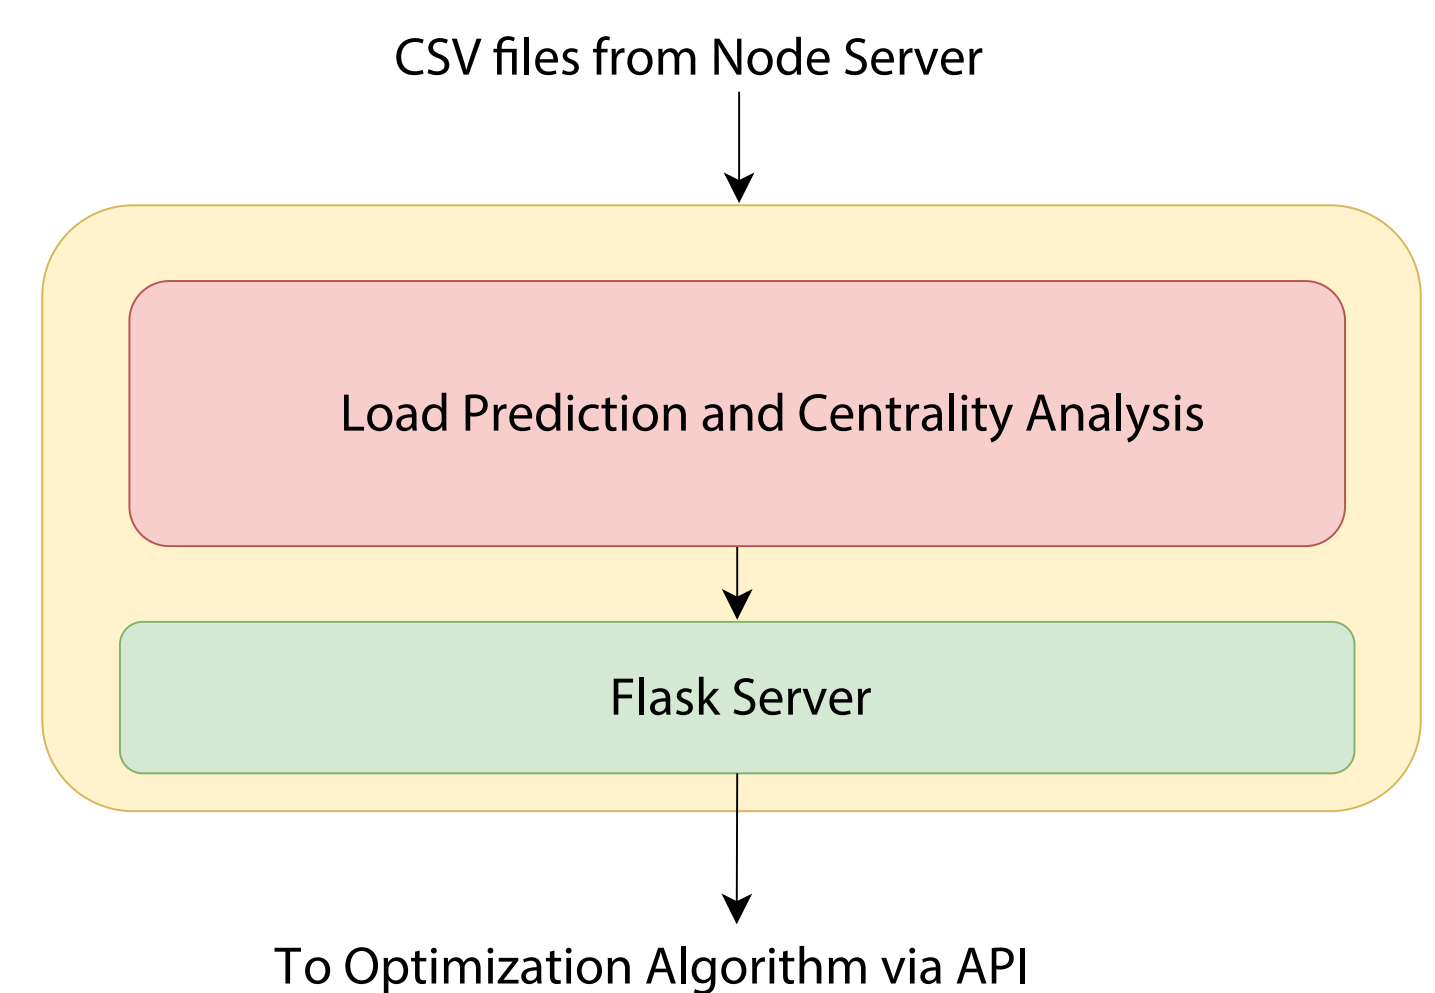 CSV files from Node Server
Load Prediction and Centrality Analysis
Flask Server
To Optimization Algorithm via API